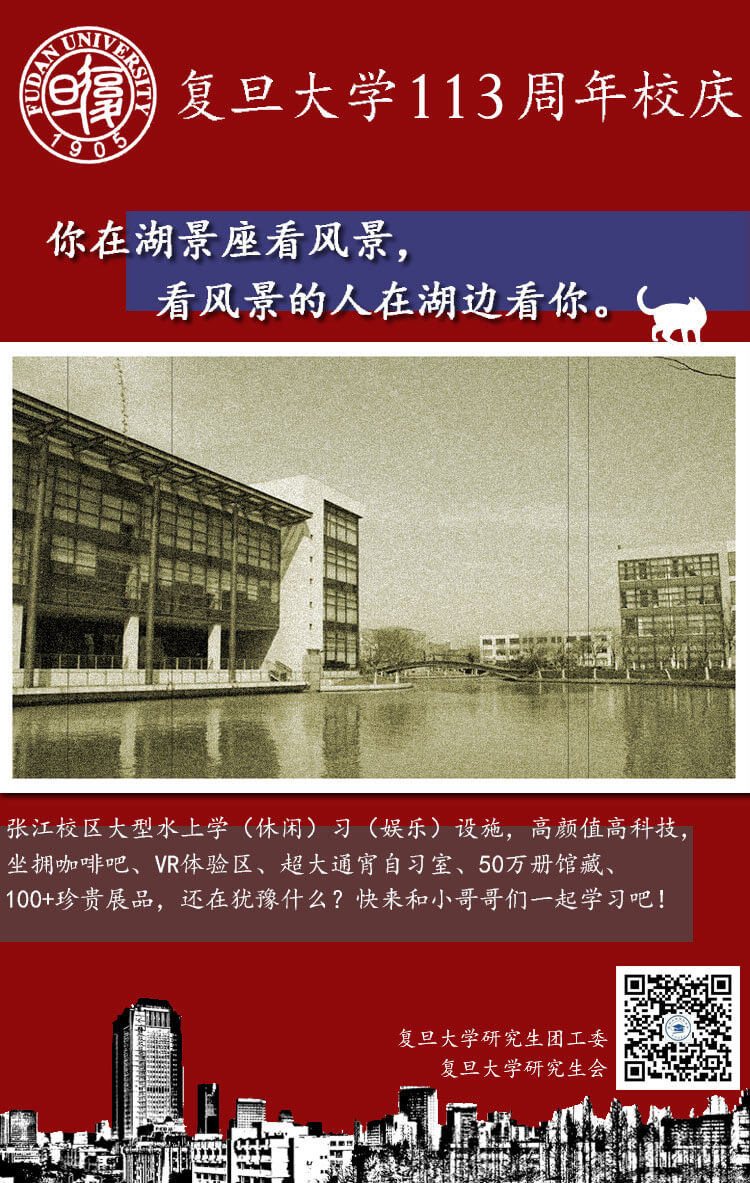 FUDAN UNIVERSITY
1905
复旦大学113周年校庆
你在湖景座看风景，
看风景的人在湖边看你。
张江校区大型水上学（休闲）习（娱乐）设施，高颜值高科技，
坐拥咖啡吧、VR体验区、超大通宵自习室、50万册馆藏、
100+珍贵展品，还在犹豫什么？快来和小哥哥们一起学习吧！
复旦大学研究生团工委
复旦大学研究生会